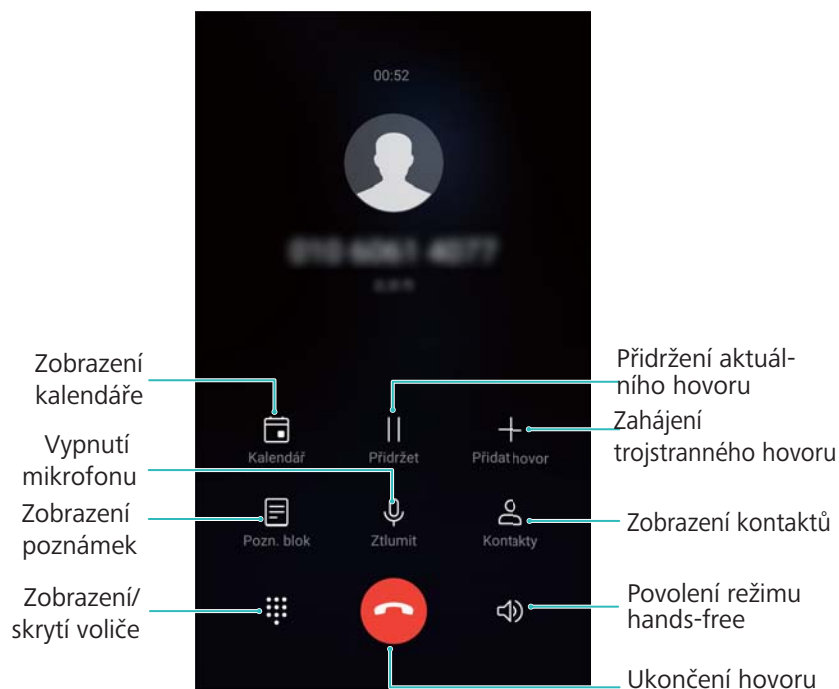 00:52
Zobrazení
kalendáře
Přidržení aktuál-
ního hovoru
Zahájení
trojstranného hovoru
Kalendář
Přidržet
Přidat hovor
Vypnutí
mikrofonu
Zobrazení
poznámek
Zobrazení kontaktů
Pozn. blok
Ztlumit
Kontakty
Zobrazení/
skrytí voliče
Povolení režimu
hands-free
Ukončení hovoru